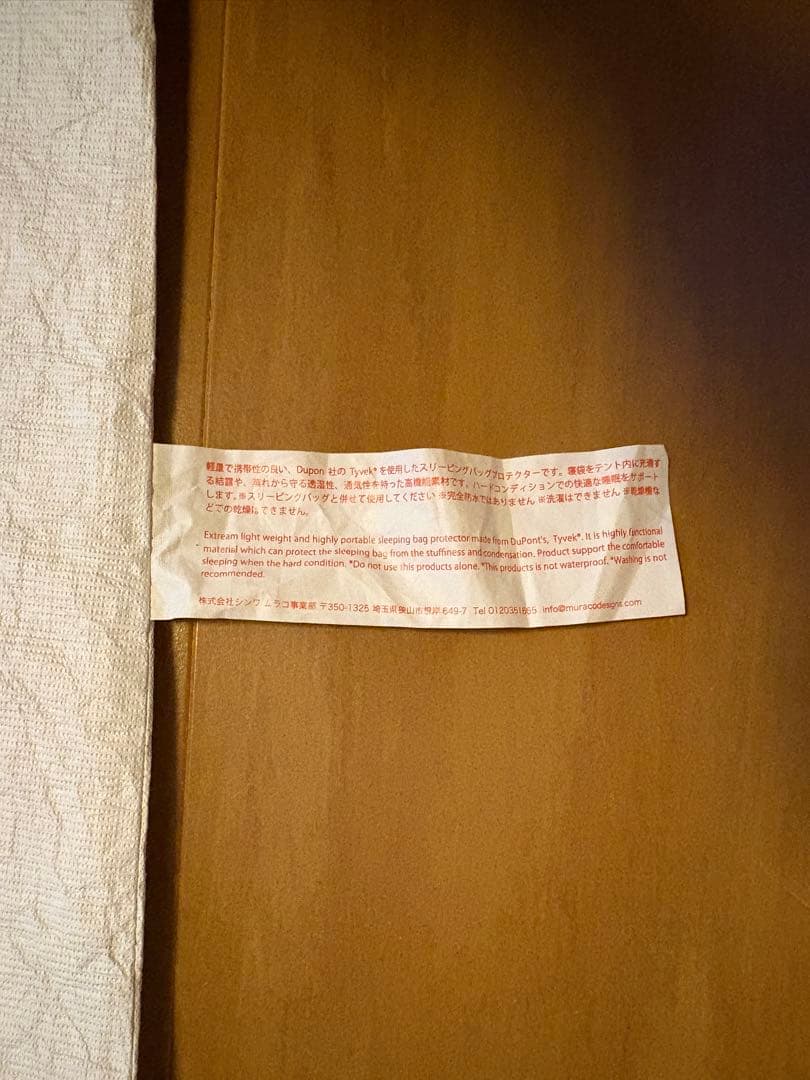 軽量で携帯性の良い、Dupon 社の Tyvek® を使用したスリーピングバッグプロテクターです。寝袋をテント内に充満す
る結露や、濡れから守る透湿性、通気性を持った高機能素材です。ハードコンディションでの快適な睡眠をサポート
します。※スリーピングバッグと併せて使用してください ※完全防水ではありません ※洗濯はできません ※乾燥機な
どでの乾燥はできません。
Extream light weight and highly portable sleeping bag protector made from DuPont's, Tyvek®. It is highly functional
material which can protect the sleeping bag from the stuffiness and condensation. Product support the comfortable
sleeping when the hard condition. *Do not use this products alone. *This products is not waterproof. *Washing is not
recommended.
株式会社シンワ ムラコ事業部 〒350-1325 埼玉県狭山市根岸 649-7 Tel 0120351865 info@muracodesigns.com